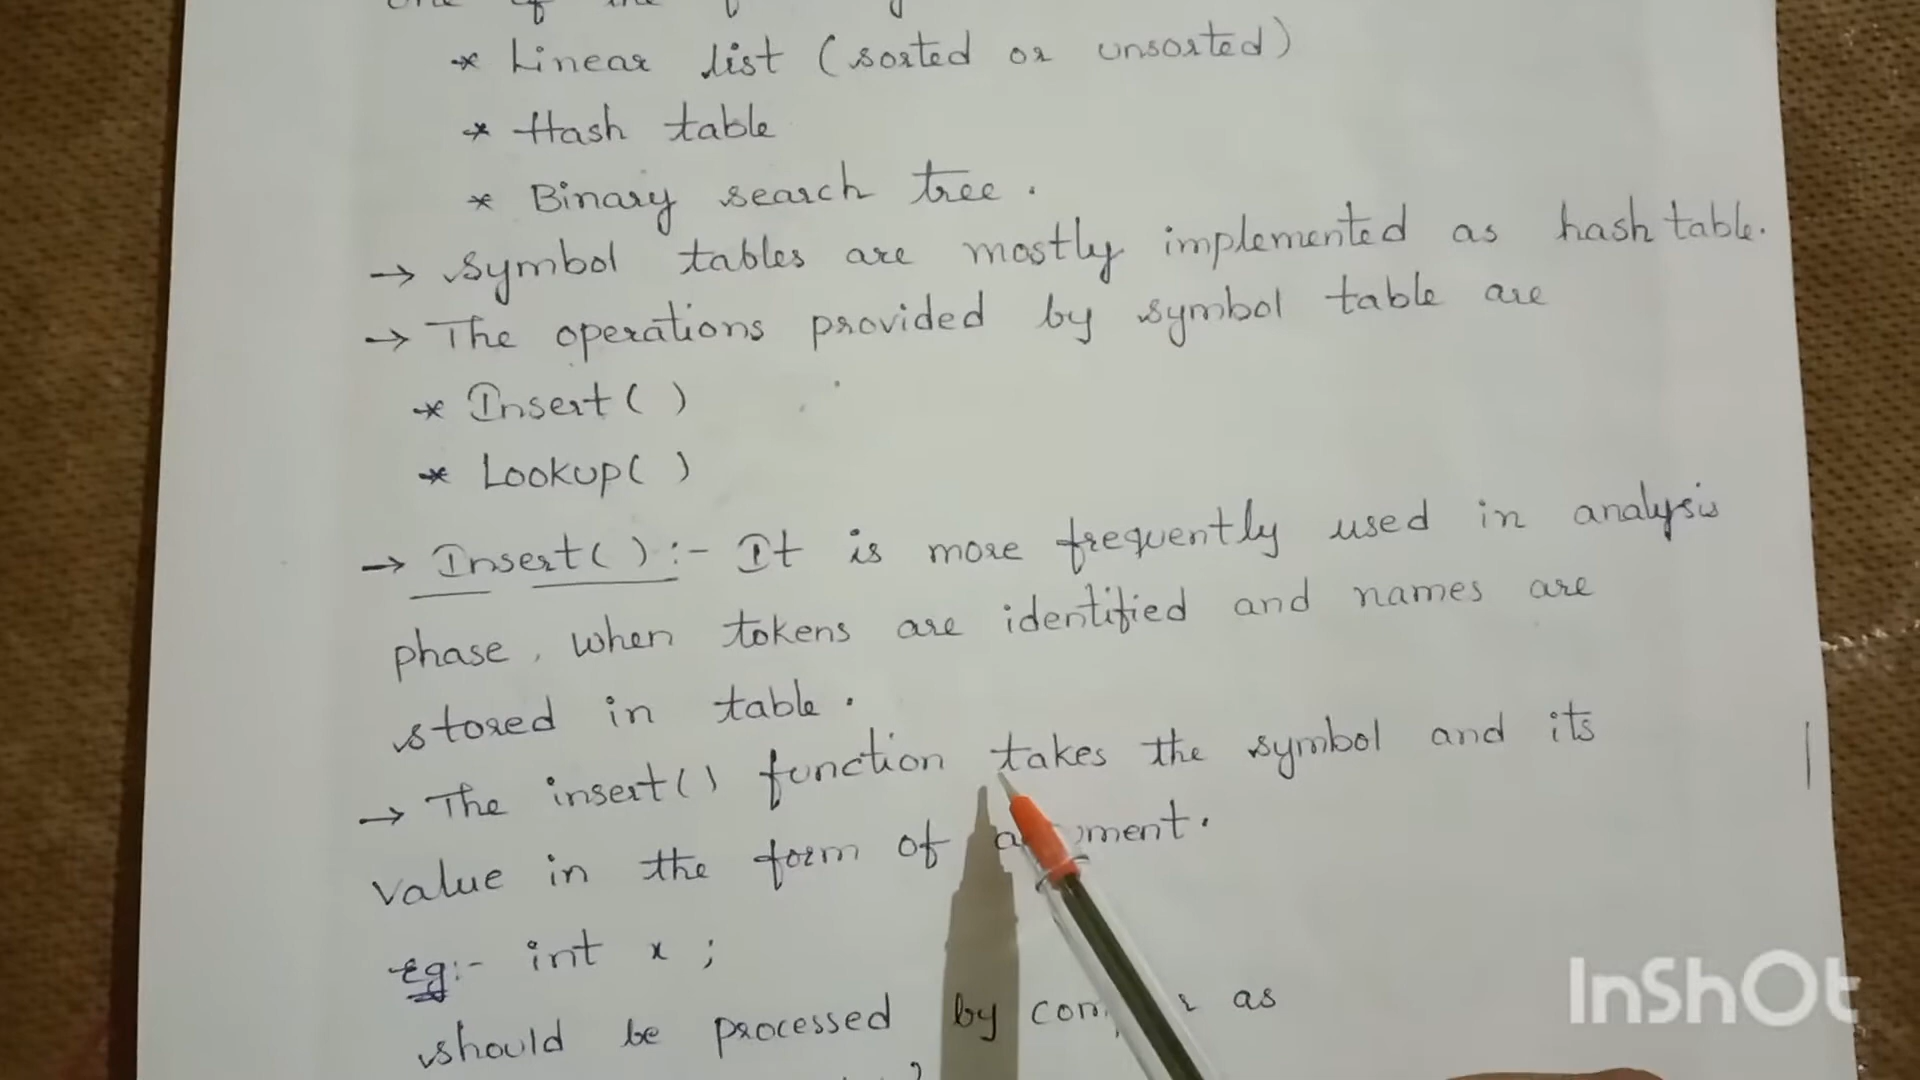 * Linear list (sorted or unsorted)
* Hash table
* Binary search tree.
→ symbol tables are mostly implemented as hash table.
→ The operations provided by symbol table are
* Insert( )
* Lookup( )
→ Insert( ) :- It is more frequently used in analysis
phase, when tokens are identified and names are
stored in table.
→ The insert() function takes the symbol and its
value in the form of
eg:- int x ;
should be processed by as
InShOt